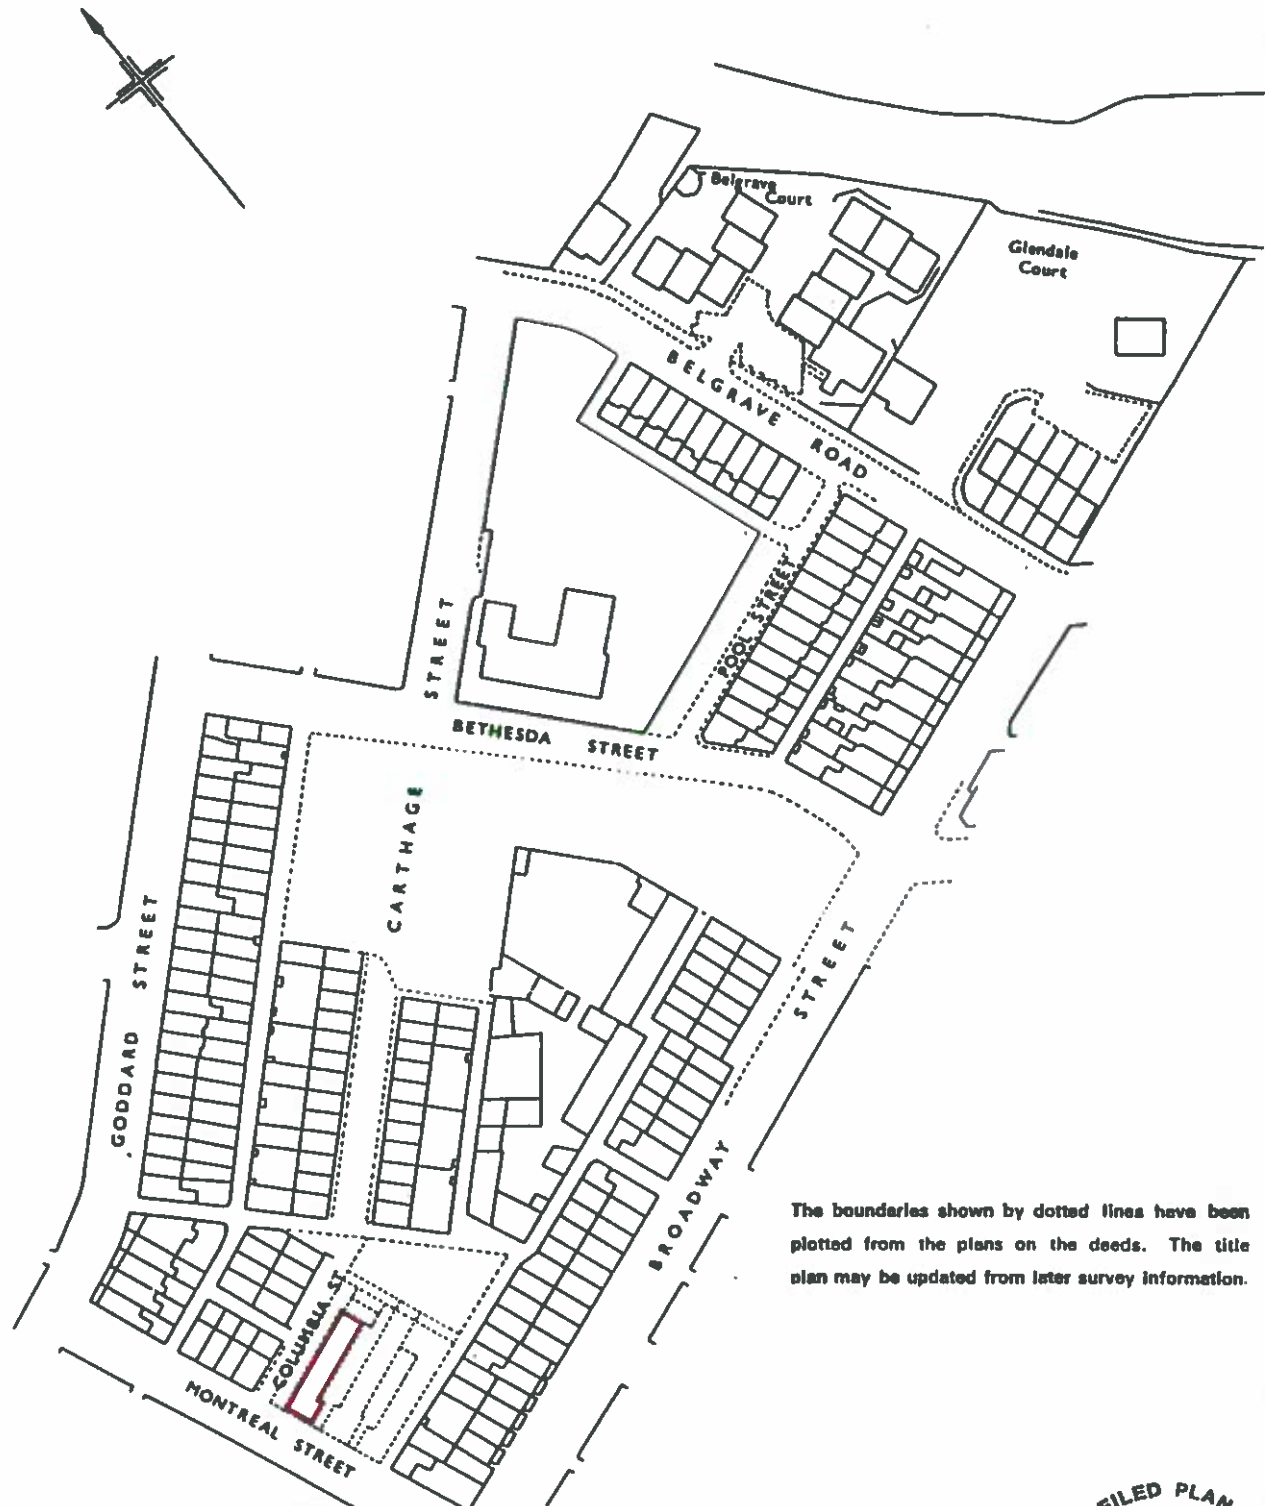 Belgrave
Court
Glendale
Court
BELGRAVE ROAD
POOL STREET
STREET
BETHESDA STREET
CARTHAGE
GODDARD STREET
BROADWAY STREET
COLUMBIA ST
MONTREAL STREET
The boundaries shown by dotted lines have been
plotted from the plans on the deeds. The title
plan may be updated from later survey information.
PLAN